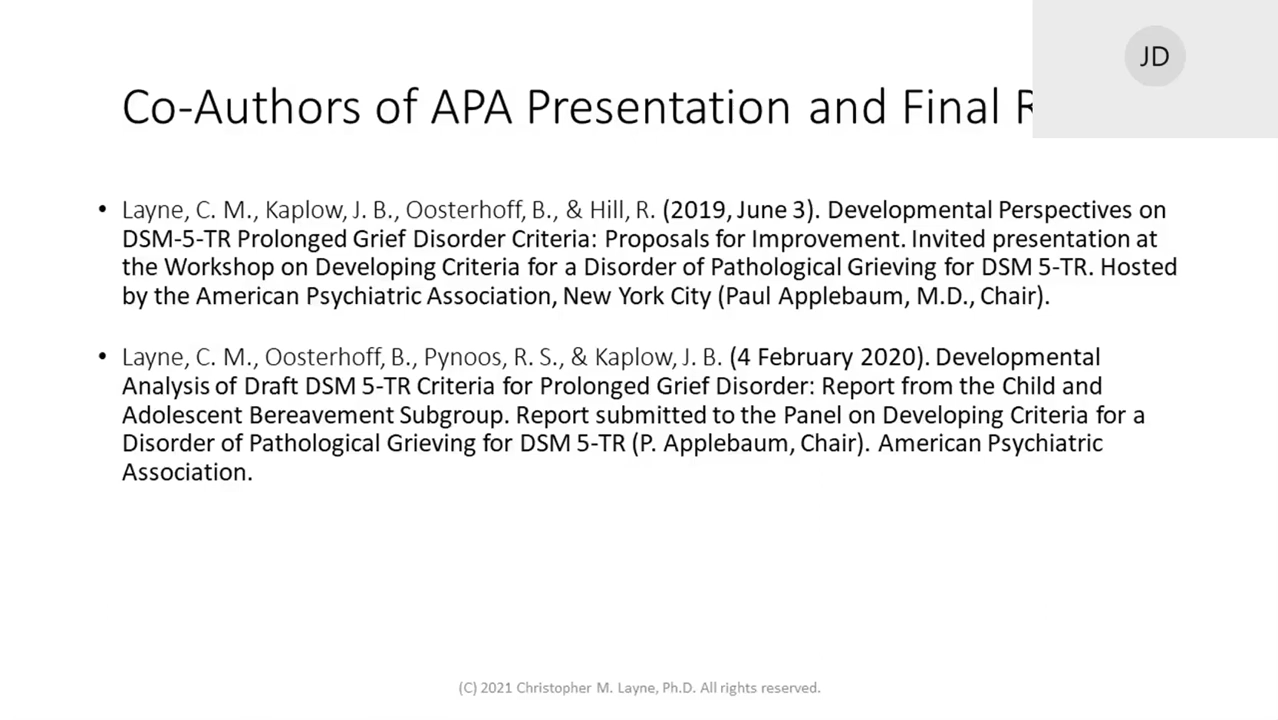 JD
Co-Authors of APA Presentation and Final
• Layne, C. M., Kaplow, J. B., Oosterhoff, B., & Hill, R. (2019, June 3). Developmental Perspectives on
DSM-5-TR Prolonged Grief Disorder Criteria: Proposals for Improvement. Invited presentation at
the Workshop on Developing Criteria for a Disorder of Pathological Grieving for DSM 5-TR. Hosted
by the American Psychiatric Association, New York City (Paul Applebaum, M.D., Chair).
• Layne, C. M., Oosterhoff, B., Pynoos, R. S., & Kaplow, J. B. (4 February 2020). Developmental
Analysis of Draft DSM 5-TR Criteria for Prolonged Grief Disorder: Report from the Child and
Adolescent Bereavement Subgroup. Report submitted to the Panel on Developing Criteria for a
Disorder of Pathological Grieving for DSM 5-TR (P. Applebaum, Chair). American Psychiatric
Association.
(C) 2021 Christopher M. Layne, Ph.D. All rights reserved.